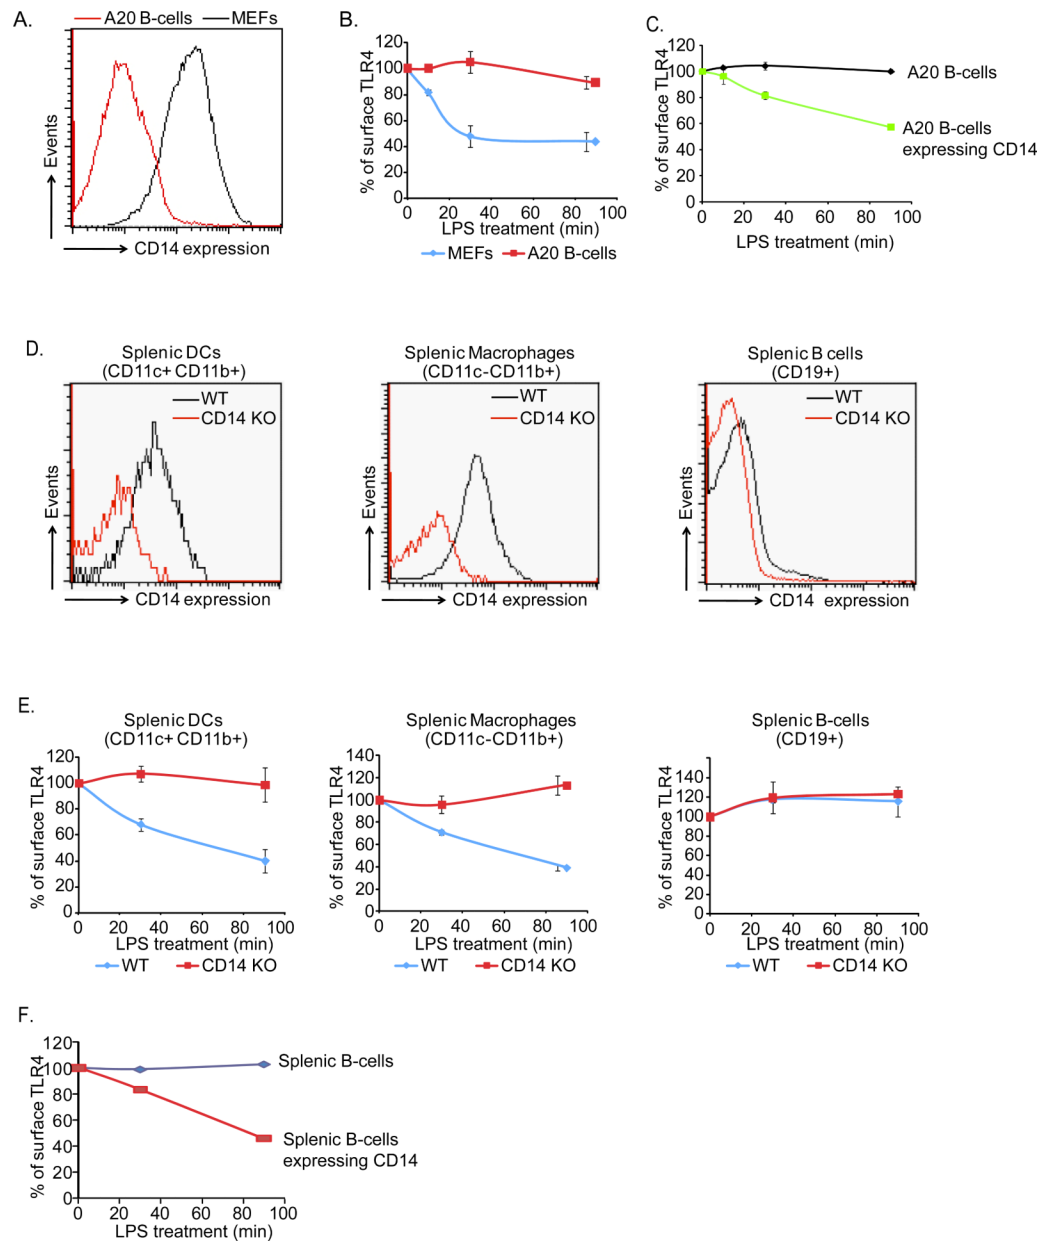 A.
A20 B-cells
MEFs
Events
CD14 expression
B.
% of surface TLR4
120
100
80
60
40
20
0
0 20 40 60 80 100
LPS treatment (min)
MEFs A20 B-cells
C.
% of surface TLR4
120
100
80
60
40
20
0
0 20 40 60 80 100
LPS treatment (min)
A20 B-cells
A20 B-cells
expressing CD14
D.
Splenic DCs
(CD11c+ CD11b+)
WT
CD14 KO
Events
CD14 expression
Splenic Macrophages
(CD11c-CD11b+)
WT
CD14 KO
Events
CD14 expression
Splenic B cells
(CD19+)
WT
CD14 KO
Events
CD14 expression
E.
Splenic DCs
(CD11c+ CD11b+)
% of surface TLR4
120
100
80
60
40
20
0
0 20 40 60 80 100
LPS treatment (min)
WT CD14 KO
Splenic Macrophages
(CD11c-CD11b+)
% of surface TLR4
140
120
100
80
60
40
20
0
0 20 40 60 80 100
LPS treatment (min)
WT CD14 KO
Splenic B-cells
(CD19+)
% of surface TLR4
140
120
100
80
60
40
20
0
0 20 40 60 80 100
LPS treatment (min)
WT CD14 KO
F.
% of surface TLR4
120
100
80
60
40
20
0
0 20 40 60 80 100
LPS treatment (min)
Splenic B-cells
Splenic B-cells
expressing CD14